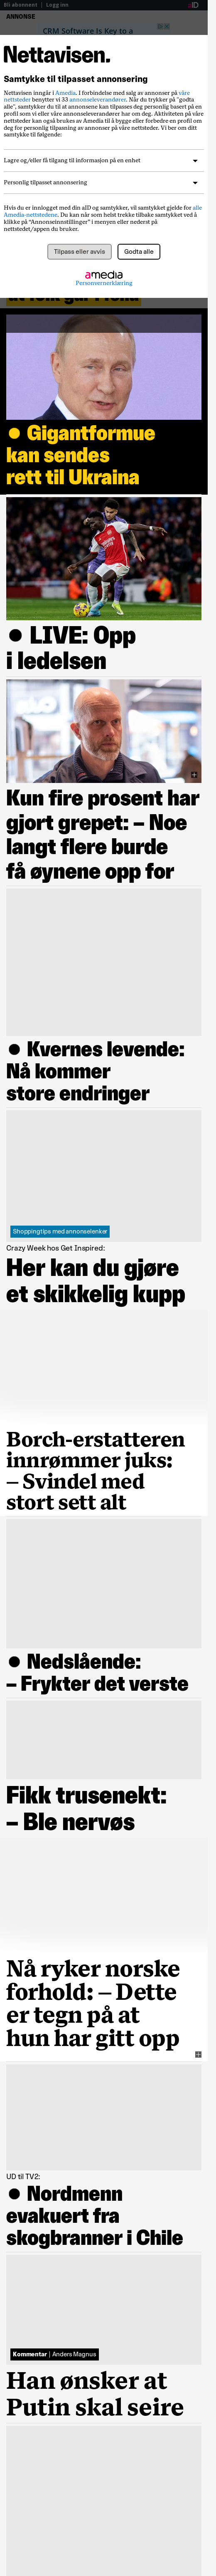 Bli abonnent | Logg inn
aID
ANNONSE
CRM Software Is Key to a
Nettavisen.
Samtykke til tilpasset annonsering
Nettavisen inngår i Amedia. I forbindelse med salg av annonser på våre
nettsteder benytter vi 33 annonseleverandører. Når du trykker på "godta
alle", samtykker du til at annonser kan tilpasses deg personlig basert på den
profil som vi eller våre annonseleverandører har om deg. Aktiviteten på våre
nettsteder kan også brukes av Amedia til å bygge eller forbedre en profil om
deg for personlig tilpasning av annonser på våre nettsteder. Vi ber om ditt
samtykke til følgende:
Lagre og/eller få tilgang til informasjon på en enhet
Personlig tilpasset annonsering
Hvis du er innlogget med din aID og samtykker, vil samtykket gjelde for alle
Amedia-nettstedene. Du kan når som helst trykke tilbake samtykket ved å
klikke på “Annonseinnstillinger” i menyen eller nederst på
nettstedet/appen du bruker.
Tilpass eller avvis
Godta alle
amedia
Personvernerklæring
Gigantformue
kan sendes
rett til Ukraina
LIVE: Opp
i ledelsen
Kun fire prosent har
gjort grepet: – Noe
langt flere burde
få øynene opp for
Kvernes levende:
Nå kommer
store endringer
Shoppingtips med annonselenker
Crazy Week hos Get Inspired:
Her kan du gjøre
et skikkelig kupp
Borch-erstatteren
innrømmer juks:
– Svindel med
stort sett alt
Nedslående:
– Frykter det verste
Fikk trusenekt:
– Ble nervøs
Nå ryker norske
forhold: – Dette
er tegn på at
hun har gitt opp
UD til TV2:
Nordmenn
evakuert fra
skogbranner i Chile
Kommentar | Anders Magnus
Han ønsker at
Putin skal seire